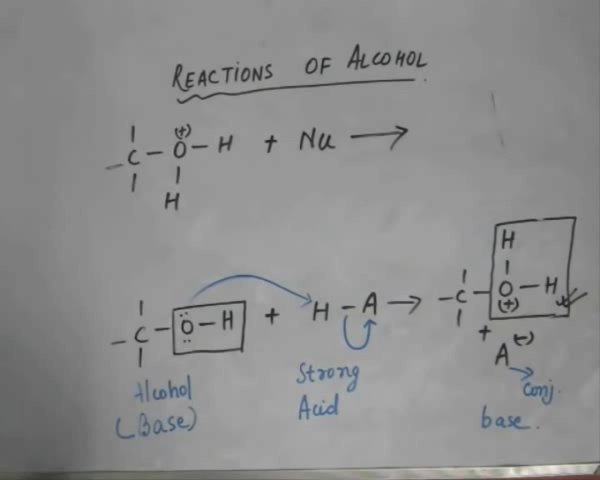 REACTIONS OF ALCOHOL
(+)
- C - O - H + Nu →
H
H
- C - O - H + H - A → - C - O - H
(+)
+
A (-)
Alcohol
(Base)
Strong
Acid
conj.
base.